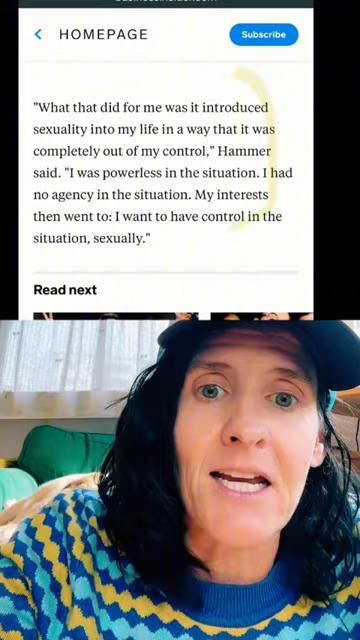 HOMEPAGE
Subscribe
"What that did for me was it introduced
sexuality into my life in a way that it was
completely out of my control," Hammer
said. "I was powerless in the situation. I had
no agency in the situation. My interests
then went to: I want to have control in the
situation, sexually."
Read next